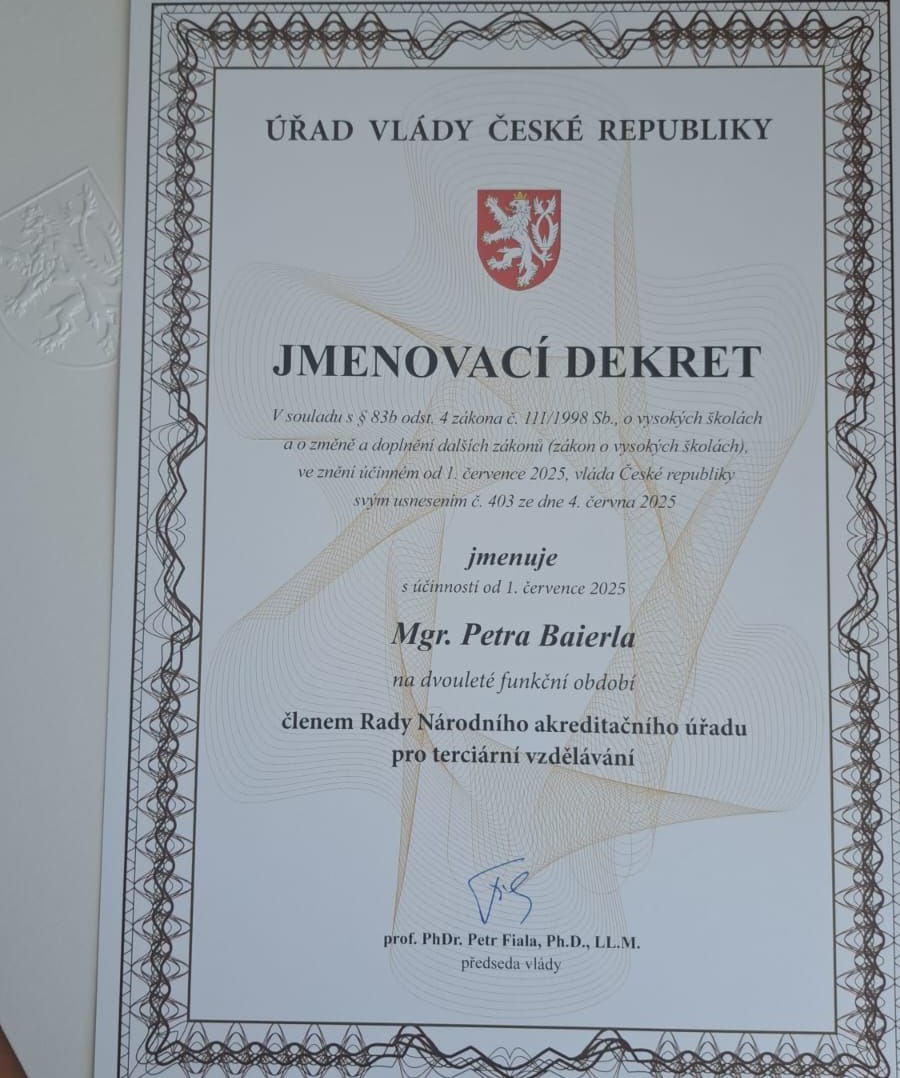 ÚŘAD VLÁDY ČESKÉ REPUBLIKY
JMENOVACÍ DEKRET
V souladu s § 83b odst. 4 zákona č. 111/1998 Sb., o vysokých školách
a o změně a doplnění dalších zákonů (zákon o vysokých školách),
ve znění účinném od 1. července 2025, vláda České republiky
svým usnesením č. 403 ze dne 4. června 2025
jmenuje
s účinností od 1. července 2025
Mgr. Petra Baierla
na dvouleté funkční období
členem Rady Národního akreditačního úřadu
pro terciární vzdělávání
prof. PhDr. Petr Fiala, Ph.D., LL.M.
předseda vlády